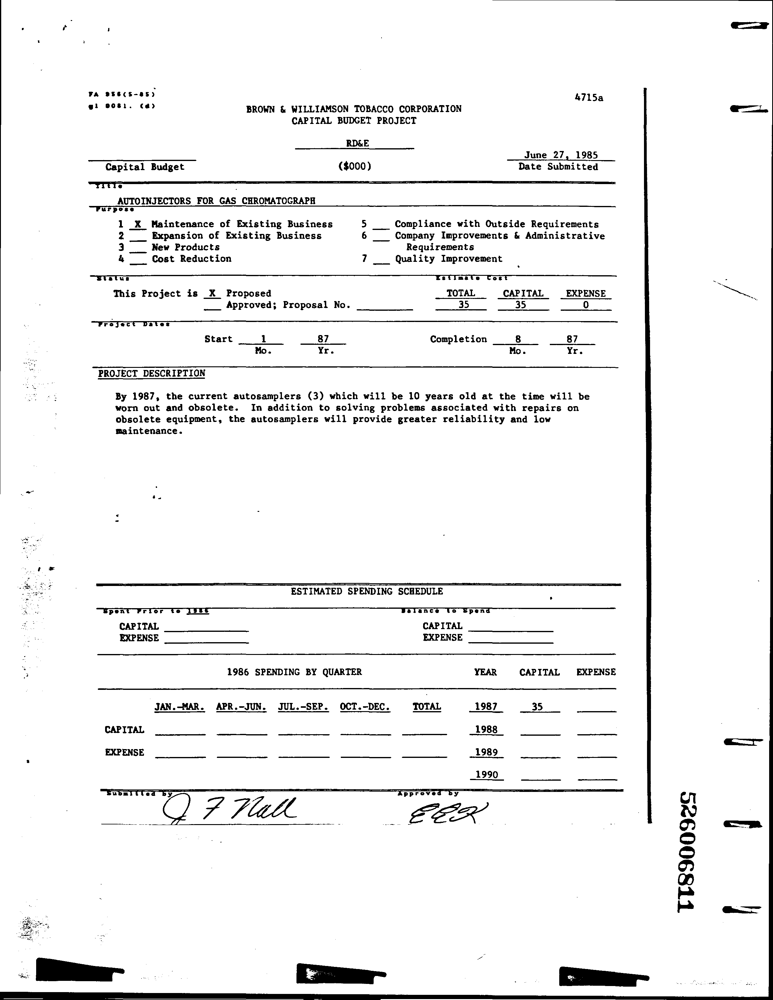 FA 958(5-85)
g1 9081. (d)
4715a
BROWN & WILLIAMSON TOBACCO CORPORATION
CAPITAL BUDGET PROJECT
RD&E
June 27, 1985
Capital Budget ($000) Date Submitted
Title
AUTOINJECTORS FOR GAS CHROMATOGRAPH
Purpose
1 X Maintenance of Existing Business 5 ___ Compliance with Outside Requirements
2 ___ Expansion of Existing Business 6 ___ Company Improvements & Administrative
3 ___ New Products Requirements
4 ___ Cost Reduction 7 ___ Quality Improvement
Status Estimate Cost
This Project is X Proposed TOTAL CAPITAL EXPENSE
___ Approved; Proposal No. ________ 35 35 0
Project Dates
Start 1 87 Completion 8 87
Mo. Yr. Mo. Yr.
PROJECT DESCRIPTION
By 1987, the current autosamplers (3) which will be 10 years old at the time will be
worn out and obsolete. In addition to solving problems associated with repairs on
obsolete equipment, the autosamplers will provide greater reliability and low
maintenance.
ESTIMATED SPENDING SCHEDULE
Spent Prior to 1986 Balance to Spend
CAPITAL ________ CAPITAL ________
EXPENSE ________ EXPENSE ________
1986 SPENDING BY QUARTER YEAR CAPITAL EXPENSE
JAN.-MAR. APR.-JUN. JUL.-SEP. OCT.-DEC. TOTAL 1987 35
CAPITAL 1988
EXPENSE 1989
1990
Submitted by Approved by
J F Nall EEK
526006811